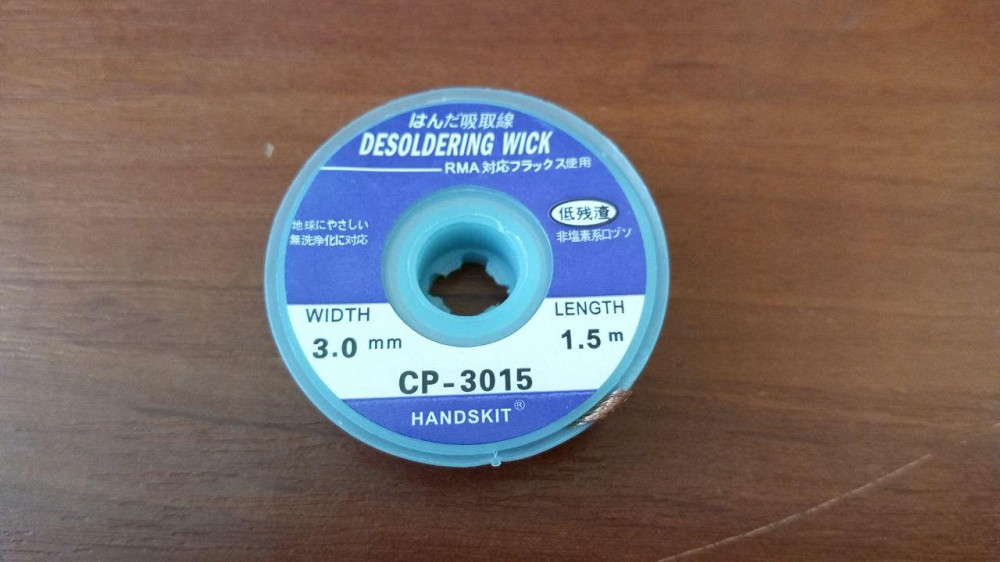 はんだ吸取線
DESOLDERING WICK
RMA 対応フラックス使用
地球にやさしい
無洗浄化に対応
低残渣
非塩素系ロヅソ
WIDTH
3.0 mm
LENGTH
1.5 m
CP-3015
HANDSKIT®